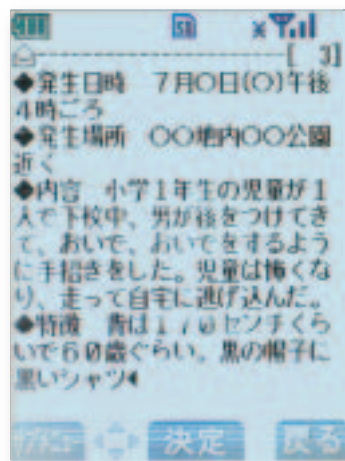 [ 3]
◆発生日時 7月○日(○)午後
4時ごろ
◆発生場所 ○○地内○○公園
近く
◆内容 小学1年生の児童が1
人で下校中、男が後をつけてき
て、おいで、おいでをするよう
に手招きをした。児童は怖くな
り、走って自宅に逃げ込んだ。
◆特徴 背は170センチくら
いで60歳ぐらい、黒の帽子に
黒いシャツ
サブメニュー 決定 戻る